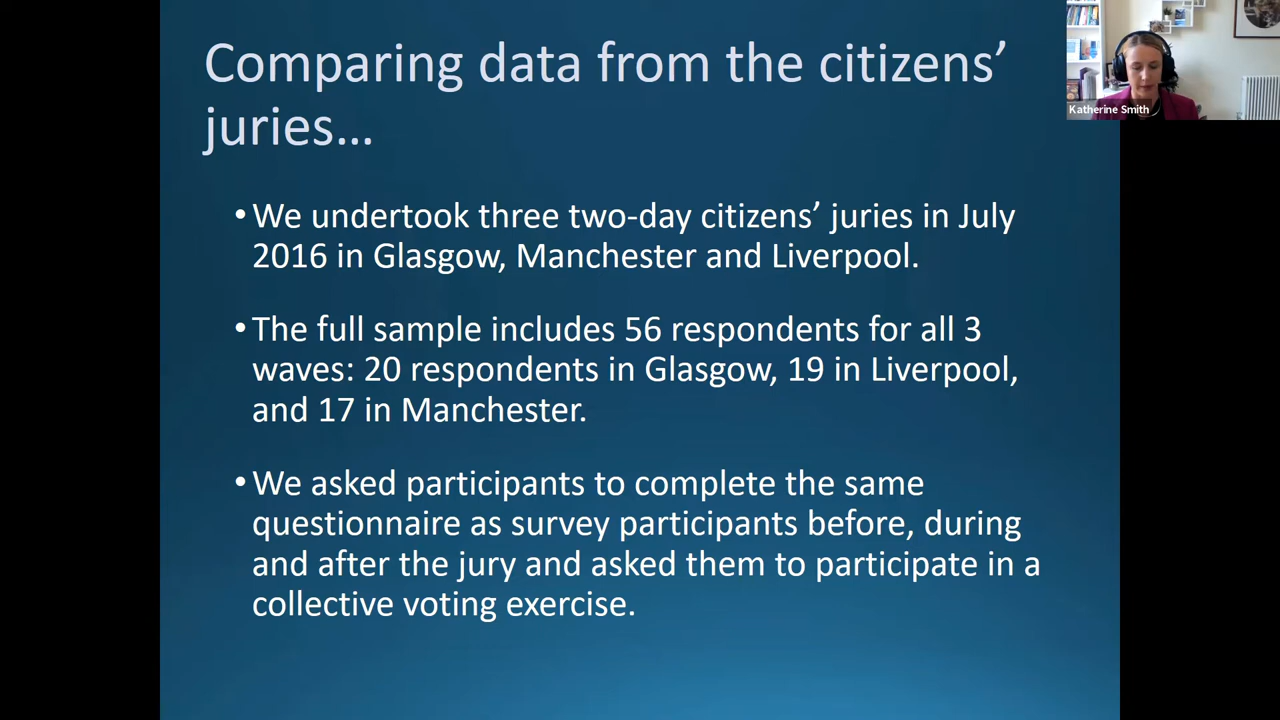 Comparing data from the citizens’
juries…
Katherine Smith
•We undertook three two-day citizens’ juries in July
2016 in Glasgow, Manchester and Liverpool.
•The full sample includes 56 respondents for all 3
waves: 20 respondents in Glasgow, 19 in Liverpool,
and 17 in Manchester.
•We asked participants to complete the same
questionnaire as survey participants before, during
and after the jury and asked them to participate in a
collective voting exercise.